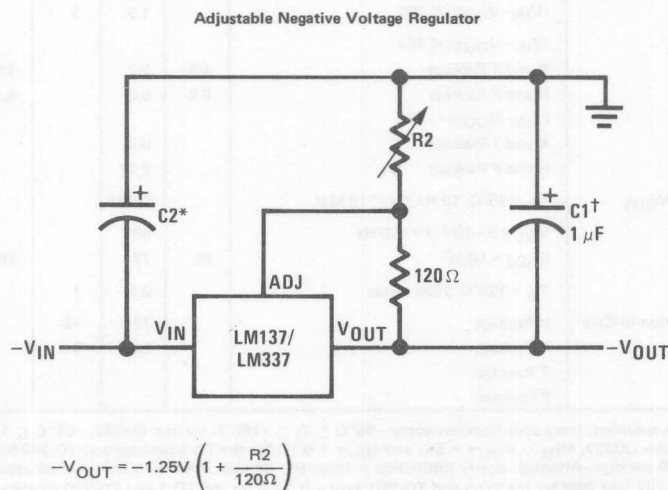 Adjustable Negative Voltage Regulator
R2
+
C2*
+
C1†
1 μF
120Ω
ADJ
–VIN
VIN
LM137/
LM337
VOUT
–VOUT
–VOUT = –1.25V (1 + R2/120Ω)